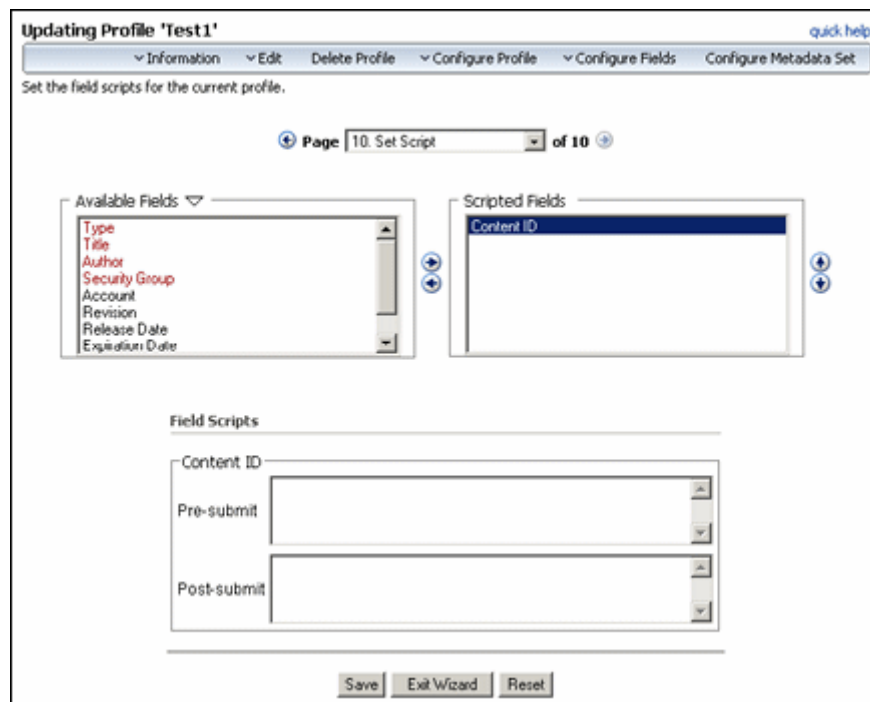 Updating Profile 'Test1'
quick help
Information Edit Delete Profile Configure Profile Configure Fields Configure Metadata Set
Set the field scripts for the current profile.
Page 10. Set Script of 10
Available Fields
Type
Title
Author
Security Group
Account
Revision
Release Date
Expiration Date
Scripted Fields
Content ID
Field Scripts
Content ID
Pre-submit
Post-submit
Save Exit Wizard Reset